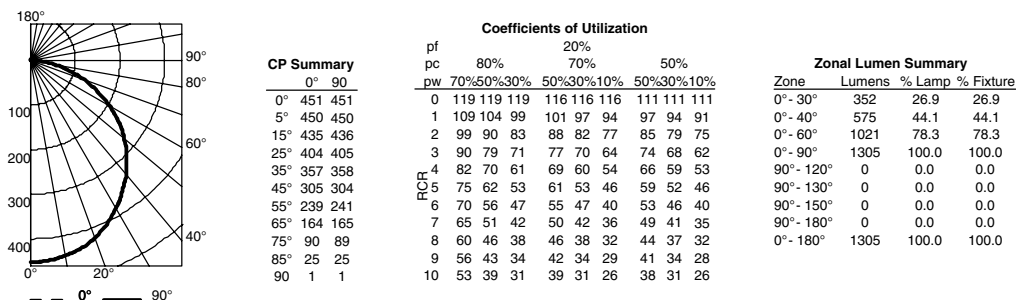 180°
90°
80°
100
60°
200
300
40°
400
0° 20°
0° 90°
CP Summary
0° 90
0° 451 451
5° 450 450
15° 435 436
25° 404 405
35° 357 358
45° 305 304
55° 239 241
65° 164 165
75° 90 89
85° 25 25
90 1 1
Coefficients of Utilization
pf 20%
pc 80% 70% 50%
pw 70%50%30% 50%30%10% 50%30%10%
RCR
0 119 119 119 116 116 116 111 111 111
1 109 104 99 101 97 94 97 94 91
2 99 90 83 88 82 77 85 79 75
3 90 79 71 77 70 64 74 68 62
4 82 70 61 69 60 54 66 59 53
5 75 62 53 61 53 46 59 52 46
6 70 56 47 55 47 40 53 46 40
7 65 51 42 50 42 36 49 41 35
8 60 46 38 46 38 32 44 37 32
9 56 43 34 42 34 29 41 34 28
10 53 39 31 39 31 26 38 31 26
Zonal Lumen Summary
Zone Lumens % Lamp % Fixture
0°- 30° 352 26.9 26.9
0°- 40° 575 44.1 44.1
0°- 60° 1021 78.3 78.3
0°- 90° 1305 100.0 100.0
90°- 120° 0 0.0 0.0
90°- 130° 0 0.0 0.0
90°- 150° 0 0.0 0.0
90°- 180° 0 0.0 0.0
0°- 180° 1305 100.0 100.0